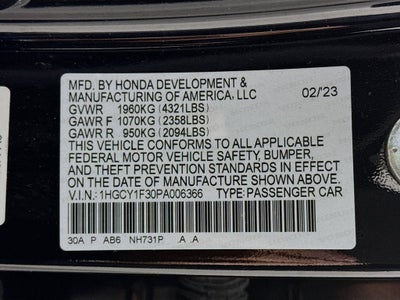 MFD. BY HONDA DEVELOPMENT &
MANUFACTURING OF AMERICA, LLC 02/23
GVWR 1960KG (4321LBS)
GAWR F 1070KG (2358LBS)
GAWR R 950KG (2094LBS)
THIS VEHICLE CONFORMS TO ALL APPLICABLE
FEDERAL MOTOR VEHICLE SAFETY, BUMPER,
AND THEFT PREVENTION STANDARDS IN EFFECT
ON THE DATE OF MANUFACTURE SHOWN ABOVE.
V.I.N.: 1HGCY1F30PA006366 TYPE: PASSENGER CAR
30A P AB6 NH731P A A